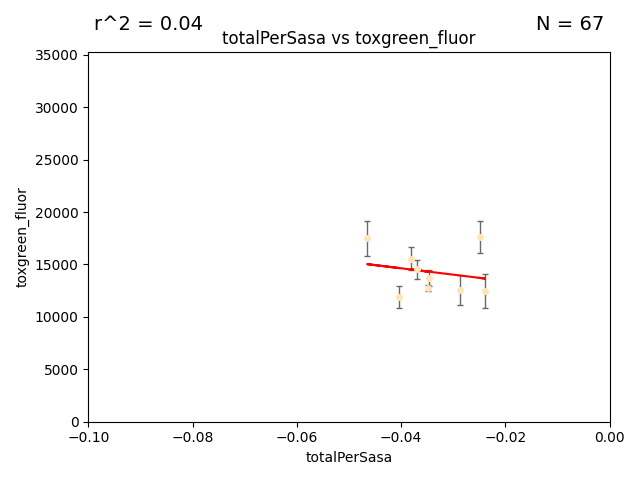 r^2 = 0.04
N = 67
totalPerSasa vs toxgreen_fluor
35000
30000
25000
20000
15000
10000
5000
0
toxgreen_fluor
−0.10
−0.08
−0.06
−0.04
−0.02
0.00
totalPerSasa